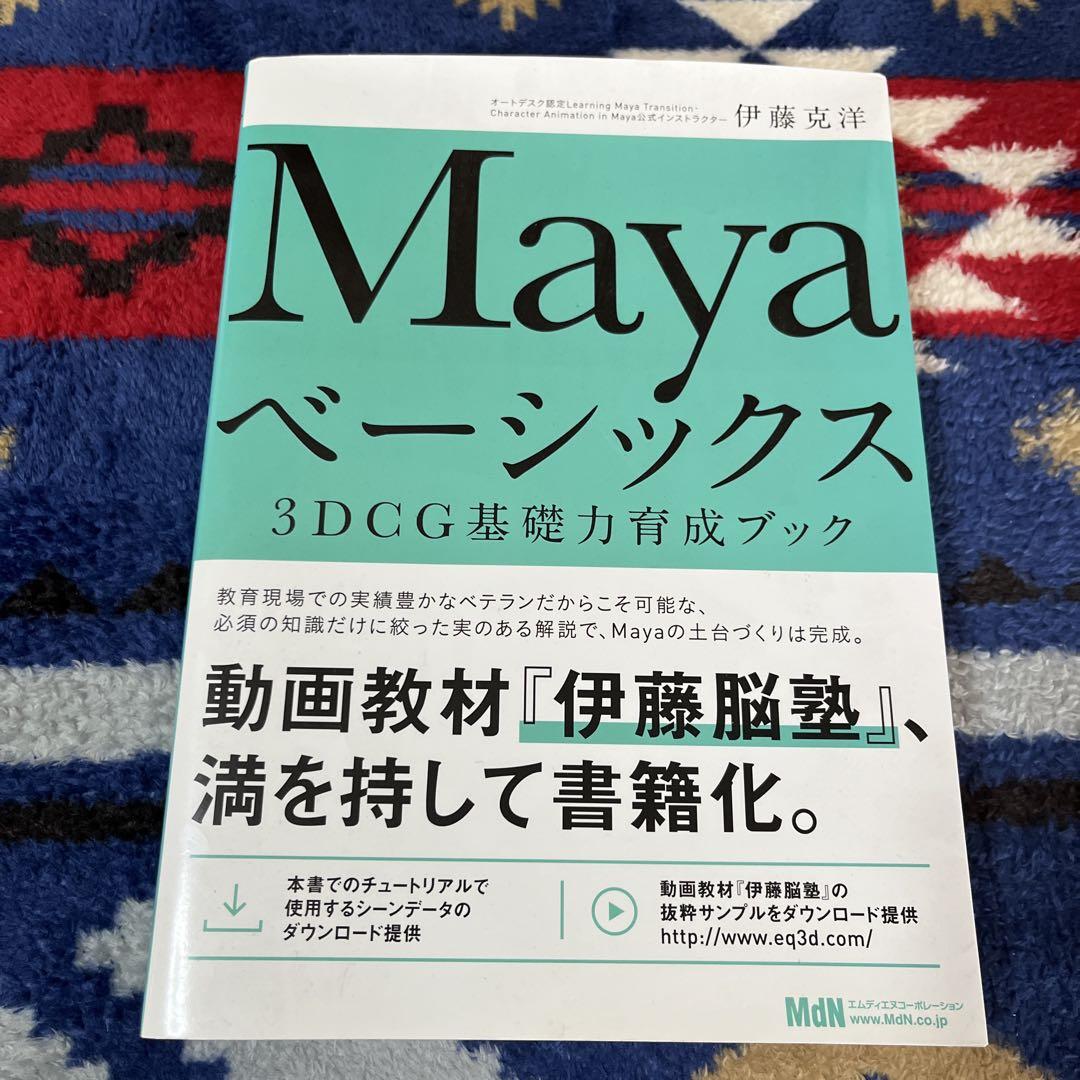 オートデスク認定Learning Maya Transition・
Character Animation in Maya公式インストラクター 伊藤克洋
Maya
ベーシックス
3DCG基礎力育成ブック
教育現場での実績豊かなベテランだからこそ可能な、
必須の知識だけに絞った実のある解説で、Mayaの土台づくりは完成。
動画教材『伊藤脳塾』、
満を持して書籍化。
本書でのチュートリアルで
使用するシーンデータの
ダウンロード提供
動画教材『伊藤脳塾』の
抜粋サンプルをダウンロード提供
http://www.eq3d.com/
MdN エムディエヌコーポレーション
www.MdN.co.jp